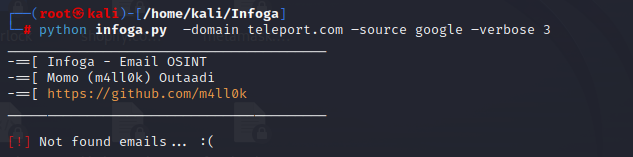 ┌──(root㉿kali)-[/home/kali/Infoga]
└─# python infoga.py –domain teleport.com –source google –verbose 3
-==[ Infoga - Email OSINT
-==[ Momo (m4ll0k) Outaadi
-==[ https://github.com/m4ll0k
[!] Not found emails... :(